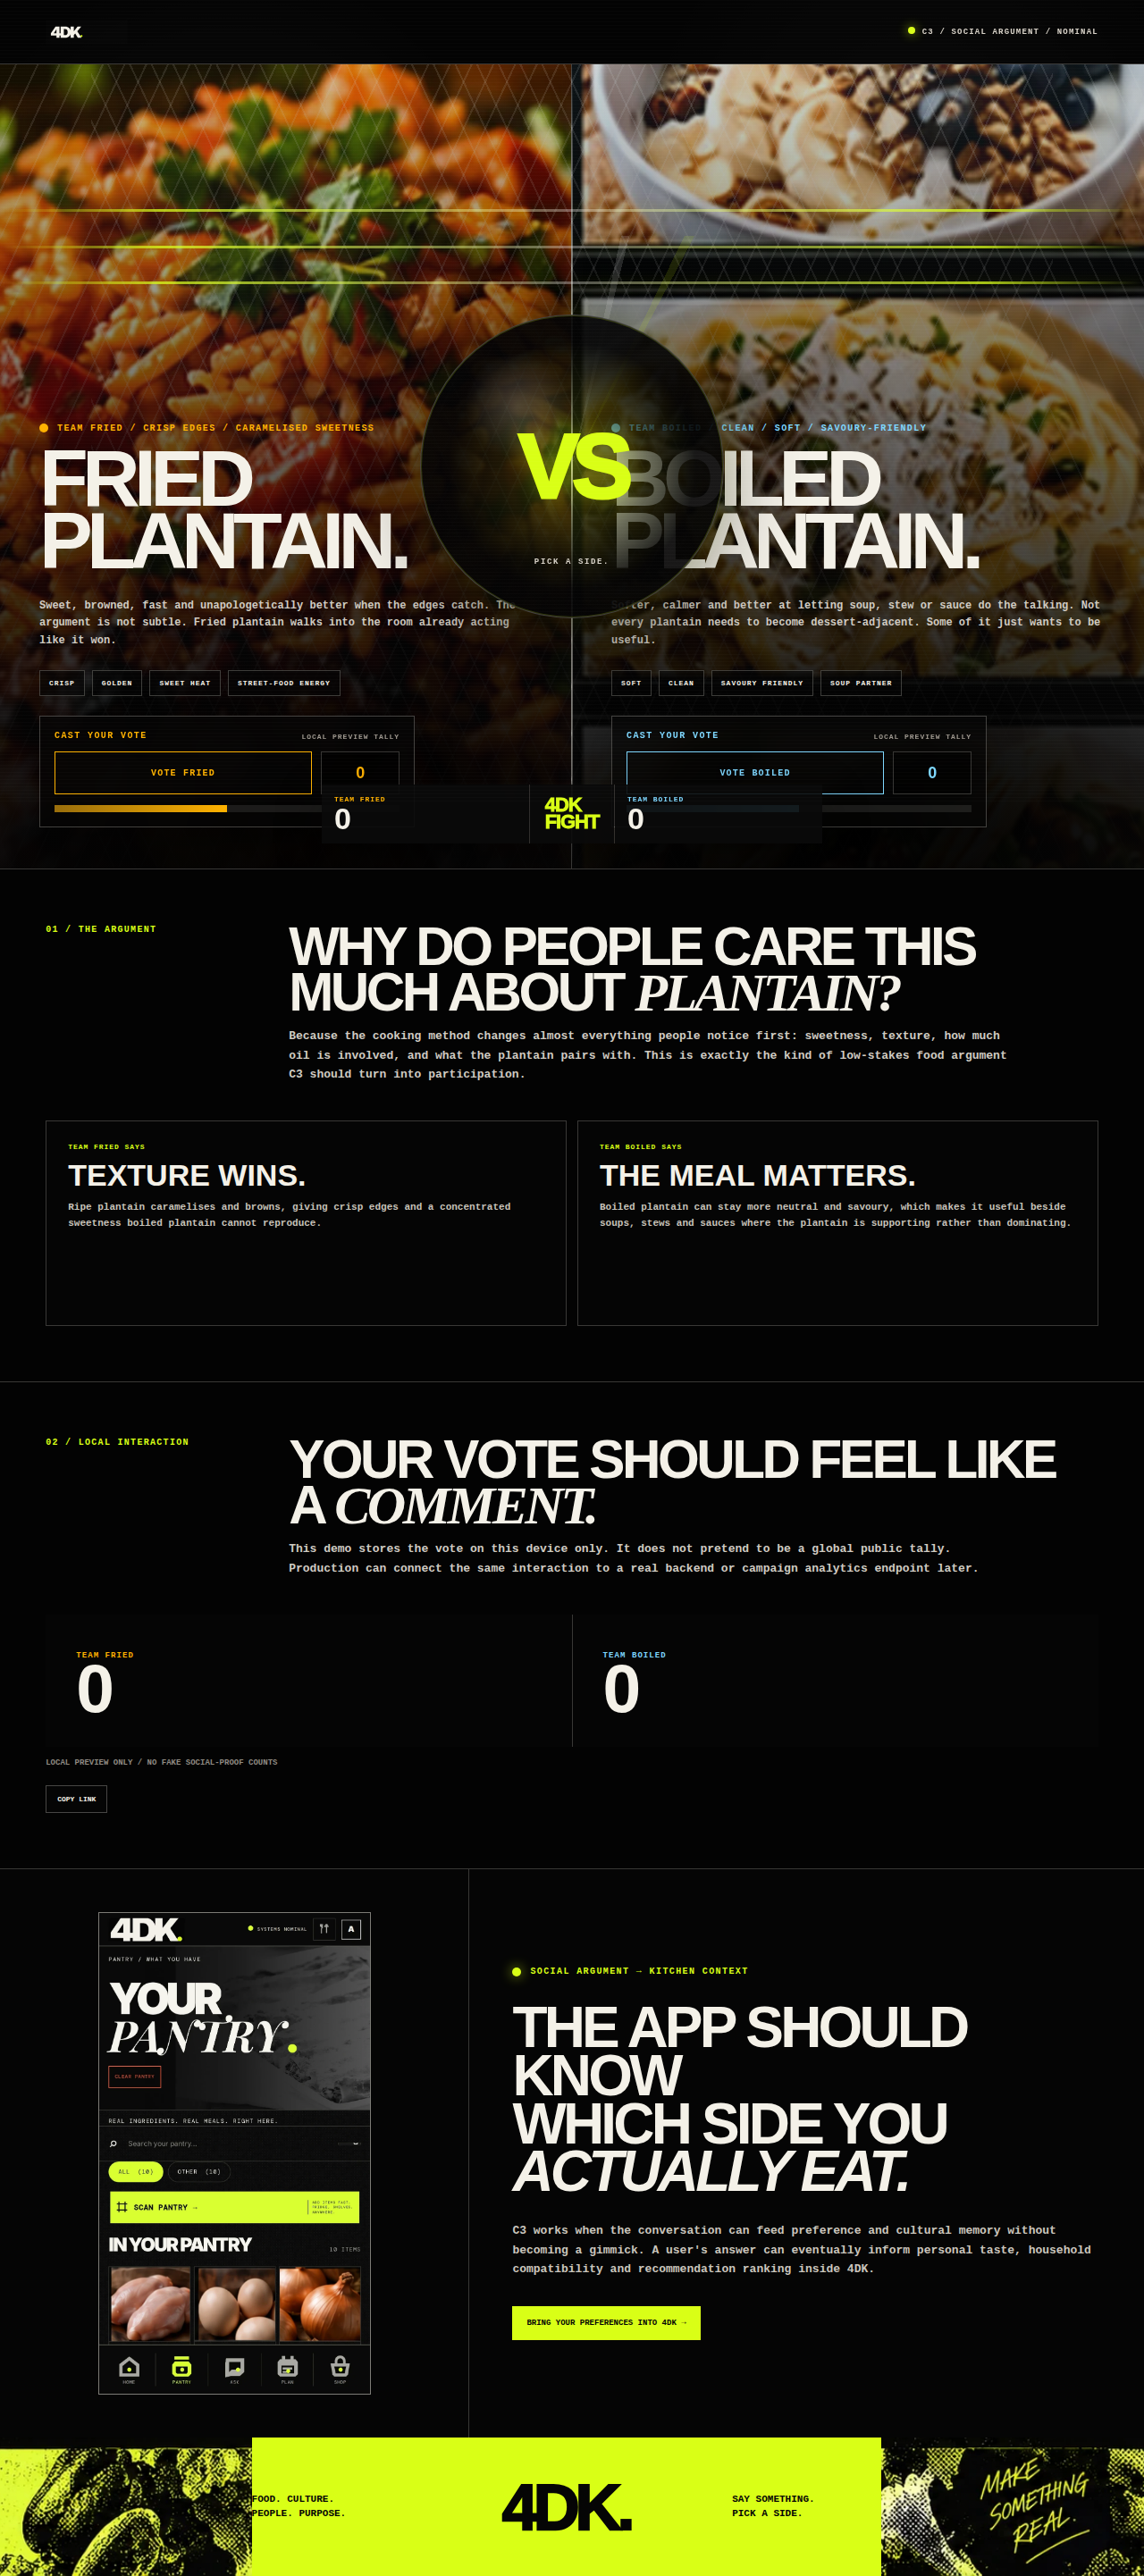 4DK.
C3 / SOCIAL ARGUMENT / NOMINAL
TEAM FRIED / CRISP EDGES / CARAMELISED SWEETNESS
FRIED
PLANTAIN.
Sweet, browned, fast and unapologetically better when the edges catch. The
argument is not subtle. Fried plantain walks into the room already acting
like it won.
CRISP
GOLDEN
SWEET HEAT
STREET-FOOD ENERGY
CAST YOUR VOTE
LOCAL PREVIEW TALLY
VOTE FRIED
0
VS
PICK A SIDE.
TEAM BOILED / CLEAN / SOFT / SAVOURY-FRIENDLY
BOILED
PLANTAIN.
Softer, calmer and better at letting soup, stew or sauce do the talking. Not
every plantain needs to become dessert-adjacent. Some of it just wants to be
useful.
SOFT
CLEAN
SAVOURY FRIENDLY
SOUP PARTNER
CAST YOUR VOTE
LOCAL PREVIEW TALLY
VOTE BOILED
0
TEAM FRIED
0
4DK
FIGHT
TEAM BOILED
0
01 / THE ARGUMENT
WHY DO PEOPLE CARE THIS
MUCH ABOUT PLANTAIN?
Because the cooking method changes almost everything people notice first: sweetness, texture, how much
oil is involved, and what the plantain pairs with. This is exactly the kind of low-stakes food argument
C3 should turn into participation.
TEAM FRIED SAYS
TEXTURE WINS.
Ripe plantain caramelises and browns, giving crisp edges and a concentrated
sweetness boiled plantain cannot reproduce.
TEAM BOILED SAYS
THE MEAL MATTERS.
Boiled plantain can stay more neutral and savoury, which makes it useful beside
soups, stews and sauces where the plantain is supporting rather than dominating.
02 / LOCAL INTERACTION
YOUR VOTE SHOULD FEEL LIKE
A COMMENT.
This demo stores the vote on this device only. It does not pretend to be a global public tally.
Production can connect the same interaction to a real backend or campaign analytics endpoint later.
TEAM FRIED
0
TEAM BOILED
0
LOCAL PREVIEW ONLY / NO FAKE SOCIAL-PROOF COUNTS
COPY LINK
4DK.
SYSTEMS NOMINAL
A
PANTRY / WHAT YOU HAVE
YOUR
PANTRY.
CLEAR PANTRY
REAL INGREDIENTS. REAL MEALS. RIGHT HERE.
Search your pantry...
ALL (10)
OTHER (10)
SCAN PANTRY →
IN YOUR PANTRY
10 ITEMS
HOME
PANTRY
ASK
PLAN
SHOP
SOCIAL ARGUMENT → KITCHEN CONTEXT
THE APP SHOULD
KNOW
WHICH SIDE YOU
ACTUALLY EAT.
C3 works when the conversation can feed preference and cultural memory without
becoming a gimmick. A user's answer can eventually inform personal taste, household
compatibility and recommendation ranking inside 4DK.
BRING YOUR PREFERENCES INTO 4DK →
FOOD. CULTURE.
PEOPLE. PURPOSE.
4DK.
SAY SOMETHING.
PICK A SIDE.
MAKE
SOMETHING
REAL.